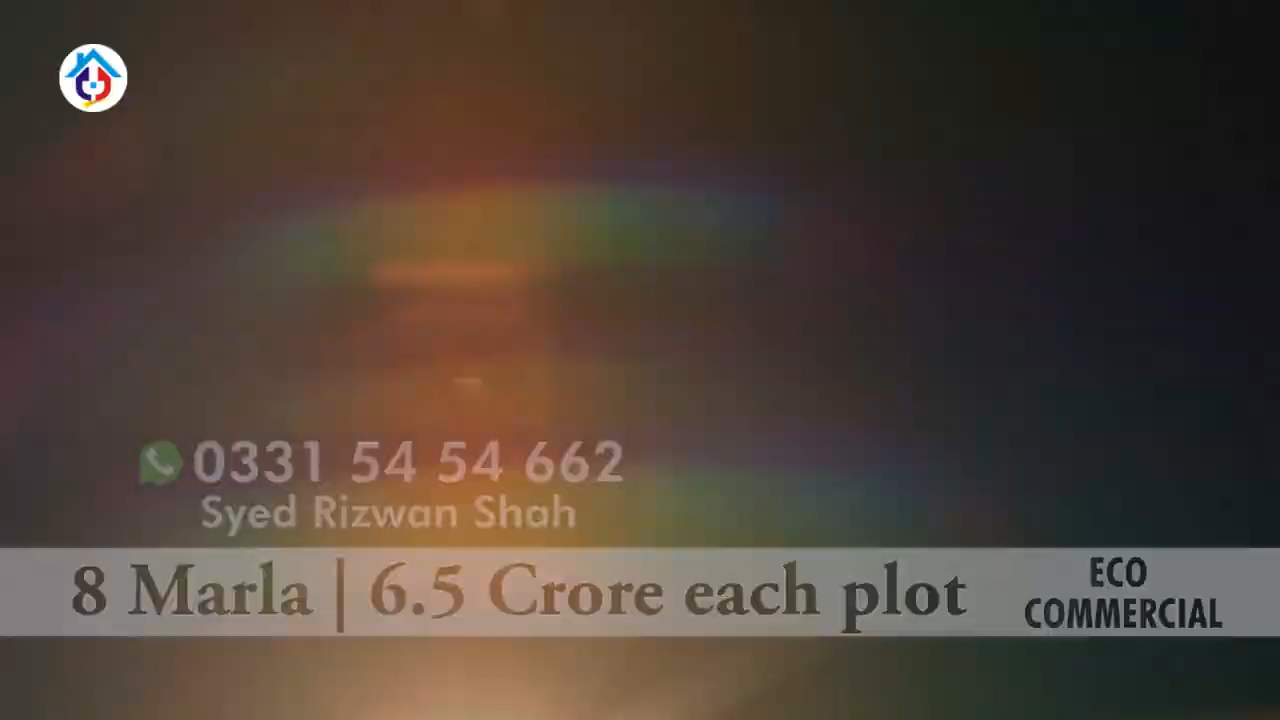 0331 54 54 662
Syed Rizwan Shah
8 Marla | 6.5 Crore each plot
ECO
COMMERCIAL